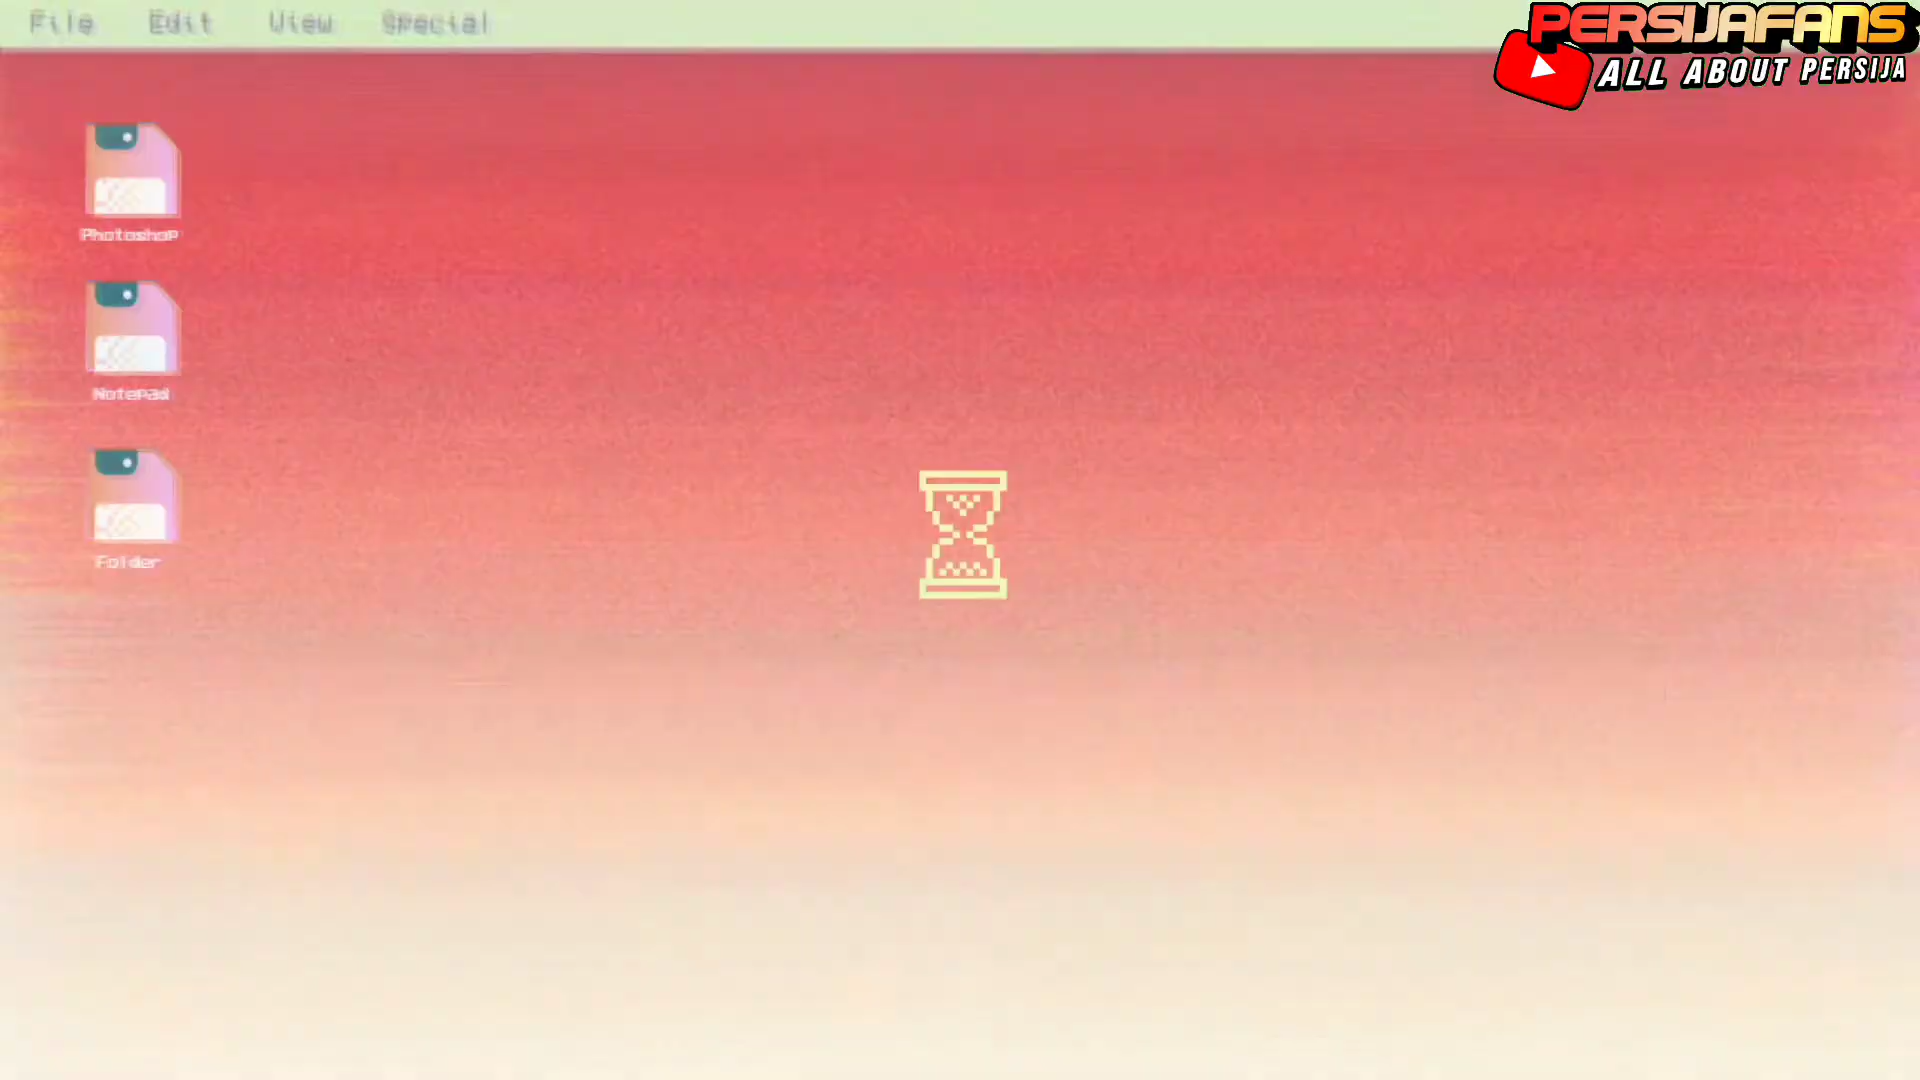 File Edit View Special
PERSIJAFANS
ALL ABOUT PERSIJA
Photoshop
Notepad
Folder